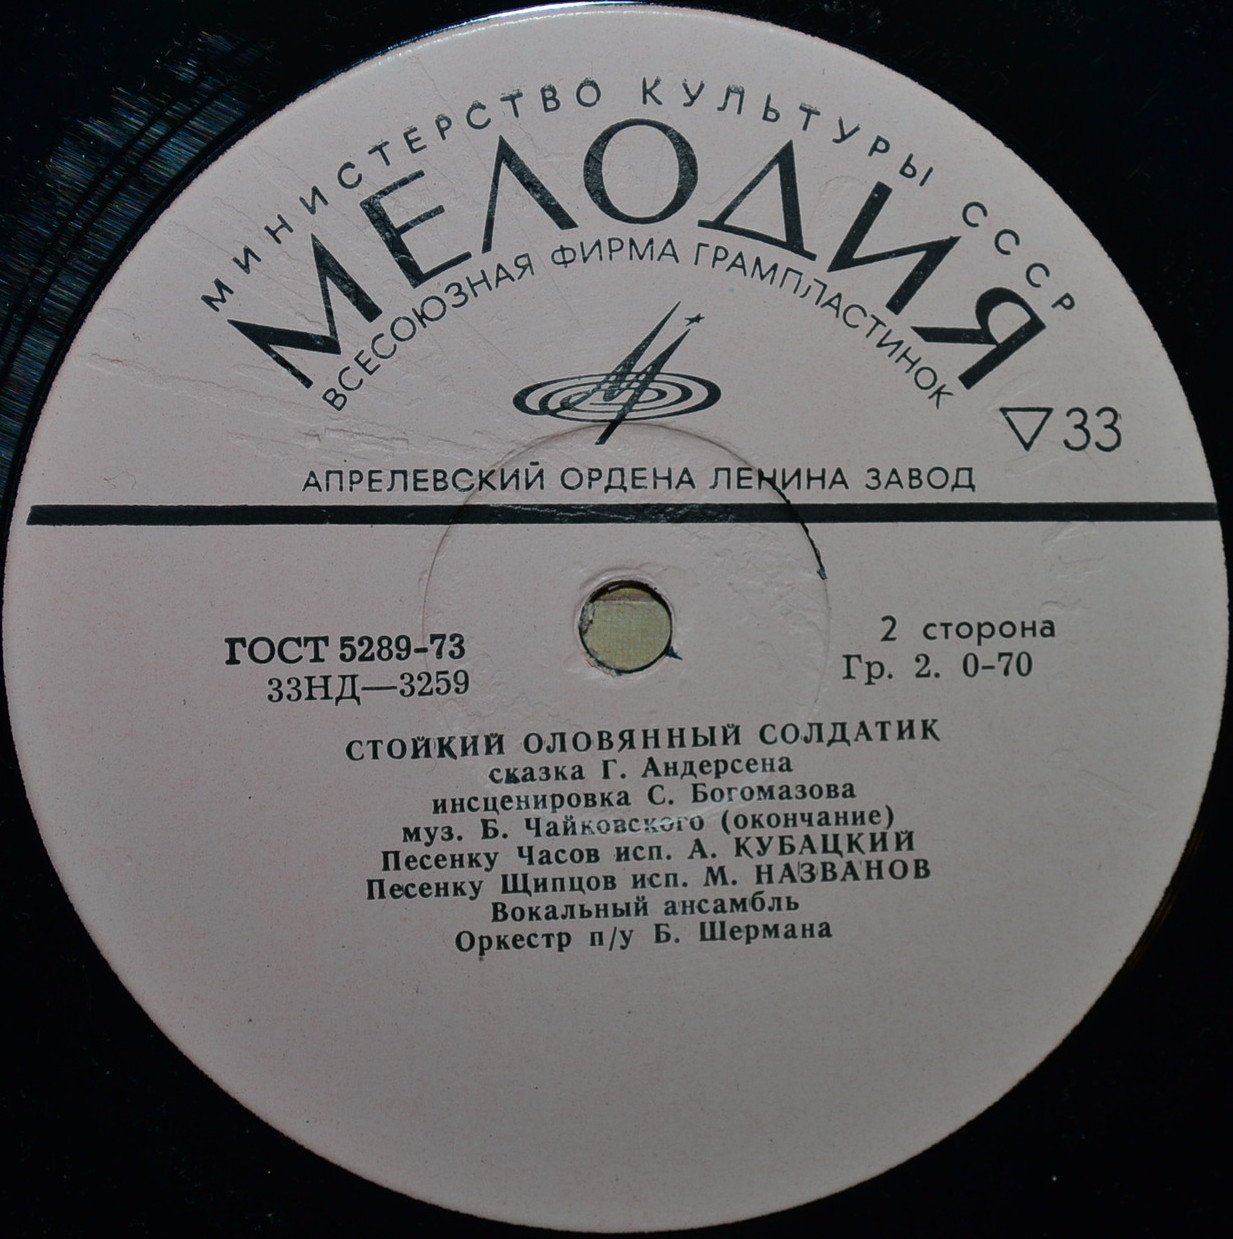 МИНИСТЕРСТВО КУЛЬТУРЫ СССР
МЕЛОДИЯ
ВСЕСОЮЗНАЯ ФИРМА ГРАМПЛАСТИНОК
33
АПРЕЛЕВСКИЙ ОРДЕНА ЛЕНИНА ЗАВОД
ГОСТ 5289-73
33НД—3259
2 сторона
Гр. 2. 0-70
СТОЙКИЙ ОЛОВЯННЫЙ СОЛДАТИК
сказка Г. Андерсена
инсценировка С. Богомазова
муз. Б. Чайковского (окончание)
Песенку Часов исп. А. КУБАЦКИЙ
Песенку Щипцов исп. М. НАЗВАНОВ
Вокальный ансамбль
Оркестр п/у Б. Шермана